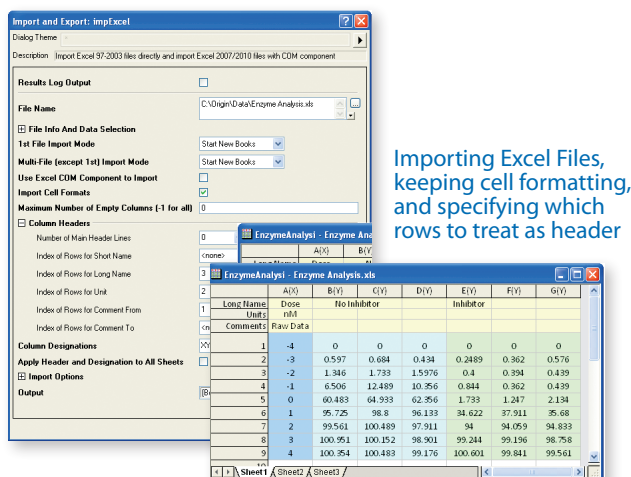 Import and Export: impExcel
Dialog Theme *
Description Import Excel 97-2003 files directly and import Excel 2007/2010 files with COM component
Results Log Output
File Name C:\Origin\Data\Enzyme Analysis.xls ...
File Info And Data Selection
1st File Import Mode Start New Books
Multi-File (except 1st) Import Mode Start New Books
Use Excel COM Component to Import
Import Cell Formats
Maximum Number of Empty Columns (-1 for all) 0
Column Headers
Number of Main Header Lines 0
Index of Rows for Short Name <none>
Index of Rows for Long Name 3
Index of Rows for Unit 2
Index of Rows for Comment From 1
Index of Rows for Comment To
Column Designations
Apply Header and Designation to All Sheets
Import Options
Output
Importing Excel Files,
keeping cell formatting,
and specifying which
rows to treat as header
EnzymeAnalysi - Enzyme Ana
A(X) B(Y)
EnzymeAnalysi - Enzyme Analysis.xls
A(X) B(Y) C(Y) D(Y) E(Y) F(Y) G(Y)
Long Name Dose No Inhibitor Inhibitor
Units nM
Comments Raw Data
1 -4 0 0 0 0 0 0
2 -3 0.597 0.684 0.434 0.2489 0.362 0.576
3 -2 1.346 1.733 1.5976 0.4 0.394 0.439
4 -1 6.506 12.489 10.356 0.844 0.362 0.439
5 0 60.483 64.933 62.356 1.733 1.247 2.134
6 1 95.725 98.8 96.133 34.622 37.911 35.68
7 2 99.561 100.489 97.911 94 94.059 94.833
8 3 100.951 100.152 98.901 99.244 99.196 98.758
9 4 100.354 100.483 99.176 100.601 99.841 99.561
10
Sheet1 Sheet2 Sheet3